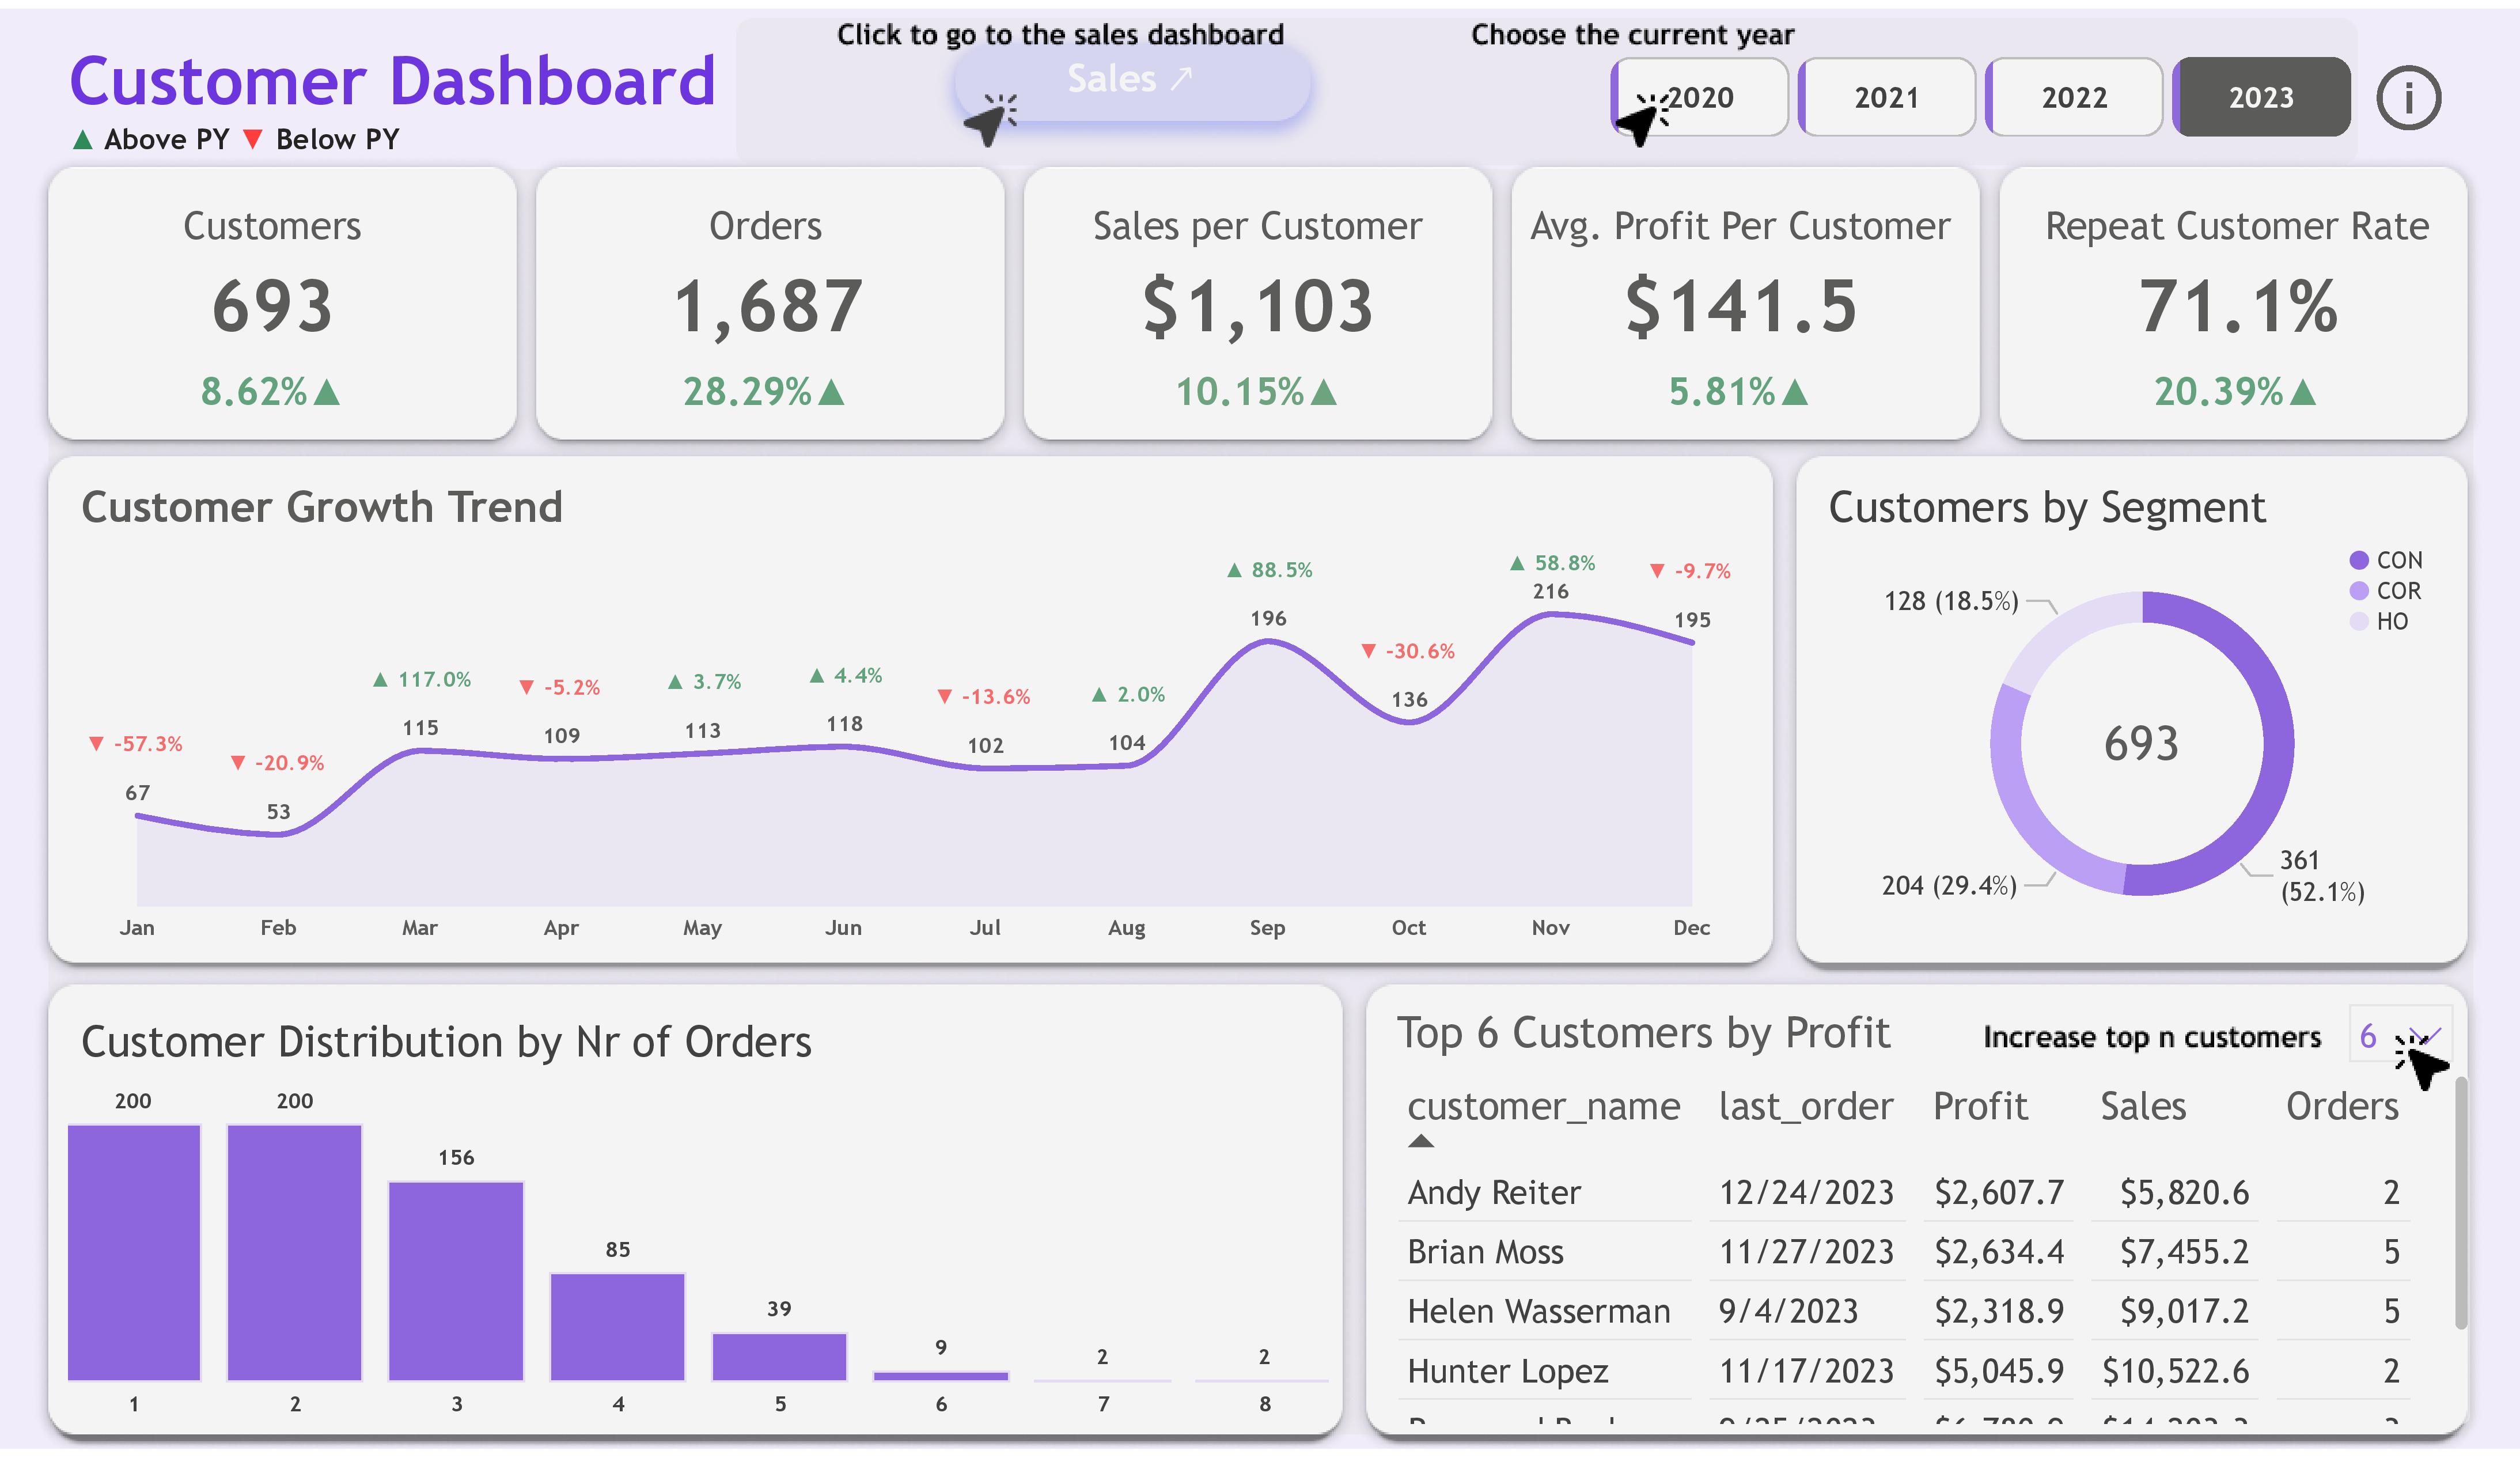 Click to go to the sales dashboard
Choose the current year
Customer Dashboard
Sales ↗
2020
2021
2022
2023
i
▲ Above PY ▼ Below PY
Customers
693
8.62%▲
Orders
1,687
28.29%▲
Sales per Customer
$1,103
10.15%▲
Avg. Profit Per Customer
$141.5
5.81%▲
Repeat Customer Rate
71.1%
20.39%▲
Customer Growth Trend
▼ -57.3%
67
▼ -20.9%
53
▲ 117.0%
115
▼ -5.2%
109
▲ 3.7%
113
▲ 4.4%
118
▼ -13.6%
102
▲ 2.0%
104
▲ 88.5%
196
▼ -30.6%
136
▲ 58.8%
216
▼ -9.7%
195
Jan Feb Mar Apr May Jun Jul Aug Sep Oct Nov Dec
Customers by Segment
CON
COR
HO
128 (18.5%)
693
204 (29.4%)
361
(52.1%)
Customer Distribution by Nr of Orders
200 200 156 85 39 9 2 2
1 2 3 4 5 6 7 8
Top 6 Customers by Profit
Increase top n customers
6
customer_name last_order Profit Sales Orders
Andy Reiter 12/24/2023 $2,607.7 $5,820.6 2
Brian Moss 11/27/2023 $2,634.4 $7,455.2 5
Helen Wasserman 9/4/2023 $2,318.9 $9,017.2 5
Hunter Lopez 11/17/2023 $5,045.9 $10,522.6 2